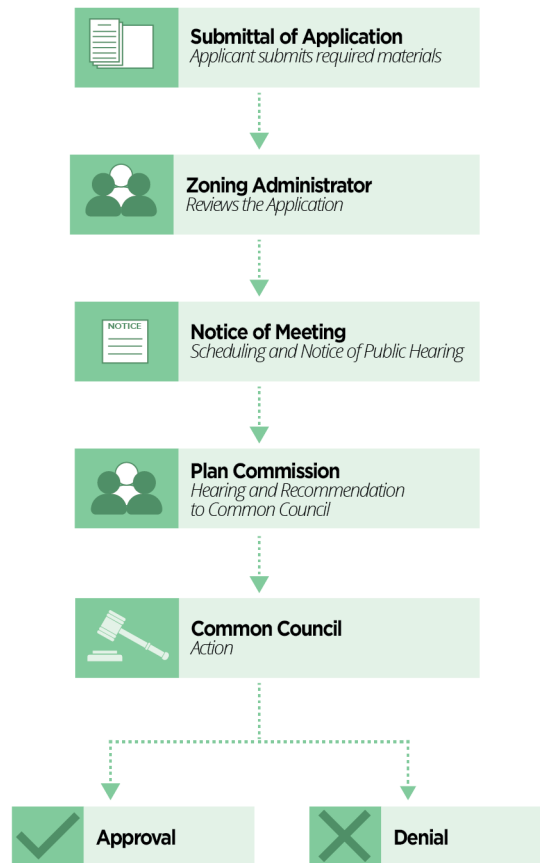 Submittal of Application
Applicant submits required materials
Zoning Administrator
Reviews the Application
NOTICE
Notice of Meeting
Scheduling and Notice of Public Hearing
Plan Commission
Hearing and Recommendation
to Common Council
Common Council
Action
Approval
Denial